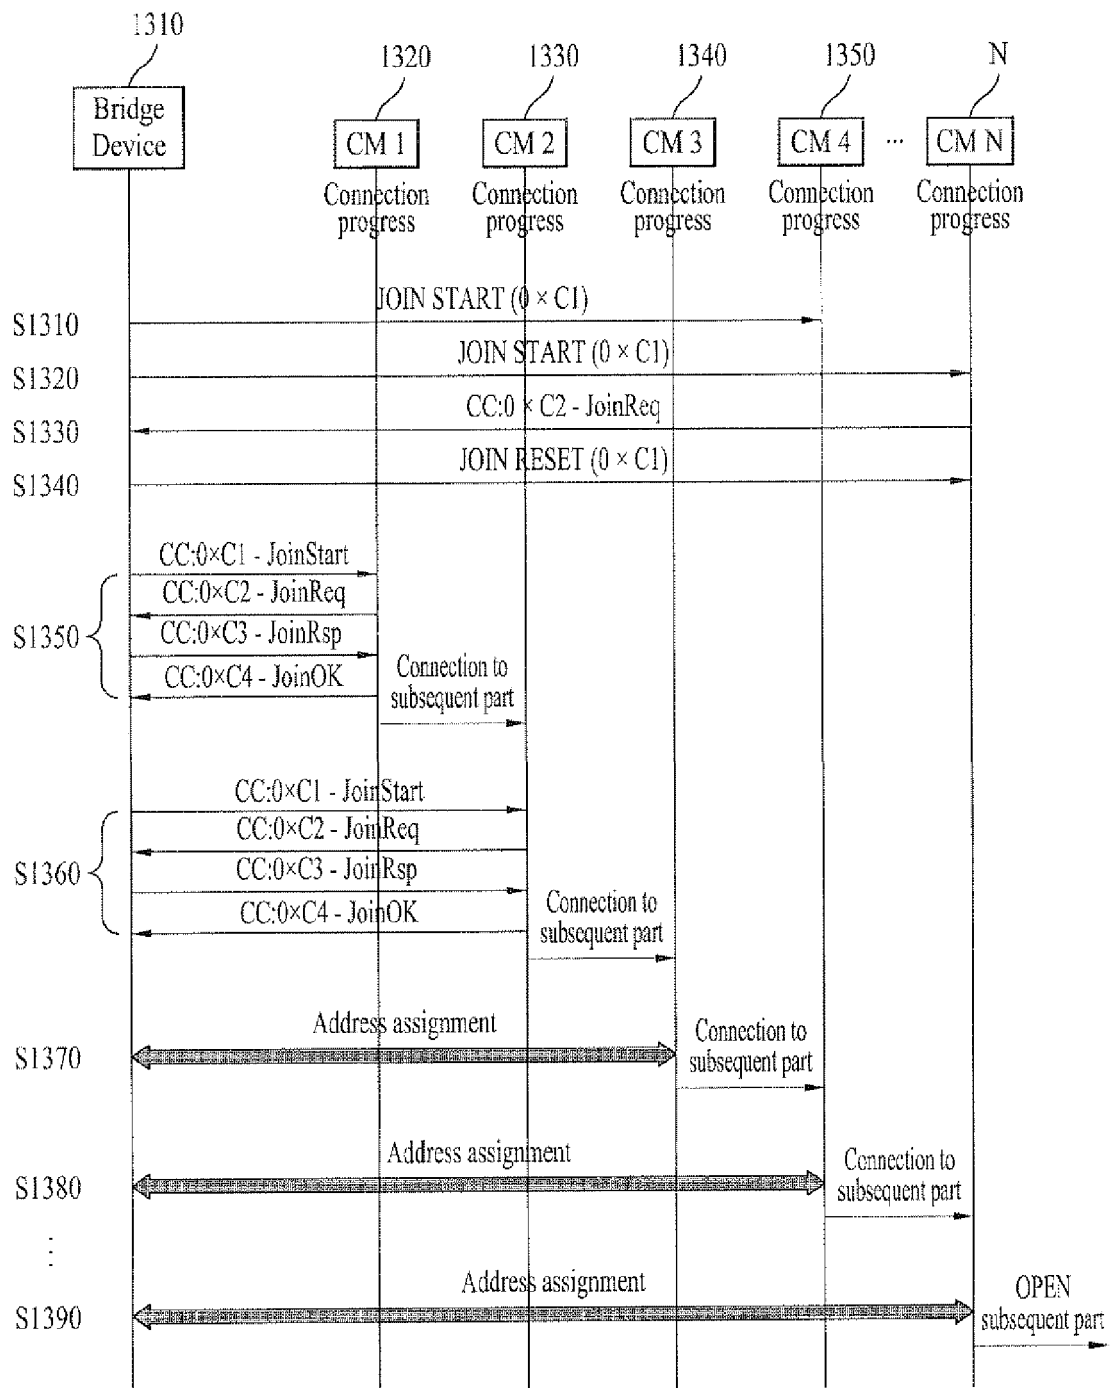 1310
1320
1330
1340
1350
N
Bridge
Device
CM 1
CM 2
CM 3
CM 4
...
CM N
Connection
progress
Connection
progress
Connection
progress
Connection
progress
Connection
progress
JOIN START (0 × C1)
S1310
JOIN START (0 × C1)
S1320
CC:0 × C2 - JoinReq
S1330
JOIN RESET (0 × C1)
S1340
CC:0×C1 - JoinStart
CC:0×C2 - JoinReq
S1350
CC:0×C3 - JoinRsp
CC:0×C4 - JoinOK
Connection to
subsequent part
CC:0×C1 - JoinStart
CC:0×C2 - JoinReq
S1360
CC:0×C3 - JoinRsp
CC:0×C4 - JoinOK
Connection to
subsequent part
Address assignment
S1370
Connection to
subsequent part
Address assignment
S1380
Connection to
subsequent part
⋮
Address assignment
S1390
OPEN
subsequent part